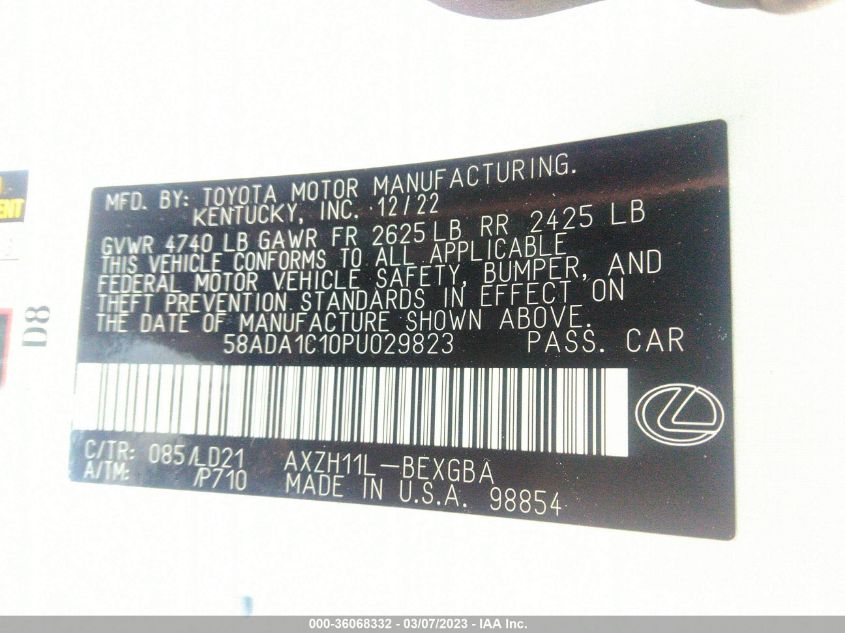 MFD. BY: TOYOTA MOTOR MANUFACTURING.
KENTUCKY, INC. 12/22
GVWR 4740 LB GAWR FR 2625 LB RR 2425 LB
THIS VEHICLE CONFORMS TO ALL APPLICABLE
FEDERAL MOTOR VEHICLE SAFETY, BUMPER, AND
THEFT PREVENTION STANDARDS IN EFFECT ON
THE DATE OF MANUFACTURE SHOWN ABOVE.
58ADA1C10PU029823 PASS. CAR
C/TR: 085/LD21 AXZH11L-BEXGBA
A/TM: /P710 MADE IN U.S.A. 98854
D8
000-36068332 - 03/07/2023 - IAA Inc.